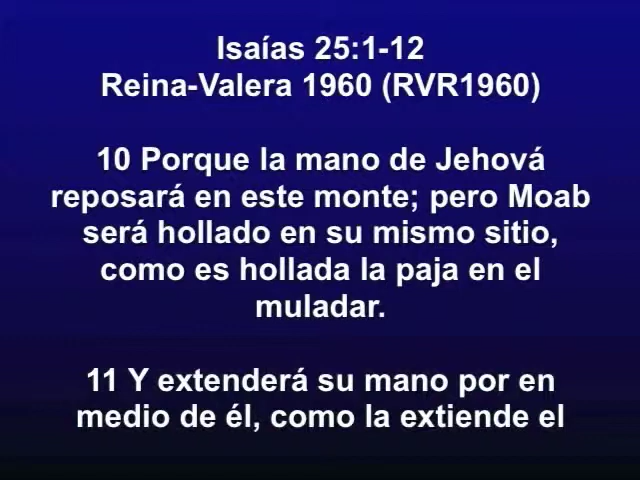 Isaías 25:1-12
Reina-Valera 1960 (RVR1960)
10 Porque la mano de Jehová
reposará en este monte; pero Moab
será hollado en su mismo sitio,
como es hollada la paja en el
muladar.
11 Y extenderá su mano por en
medio de él, como la extiende el